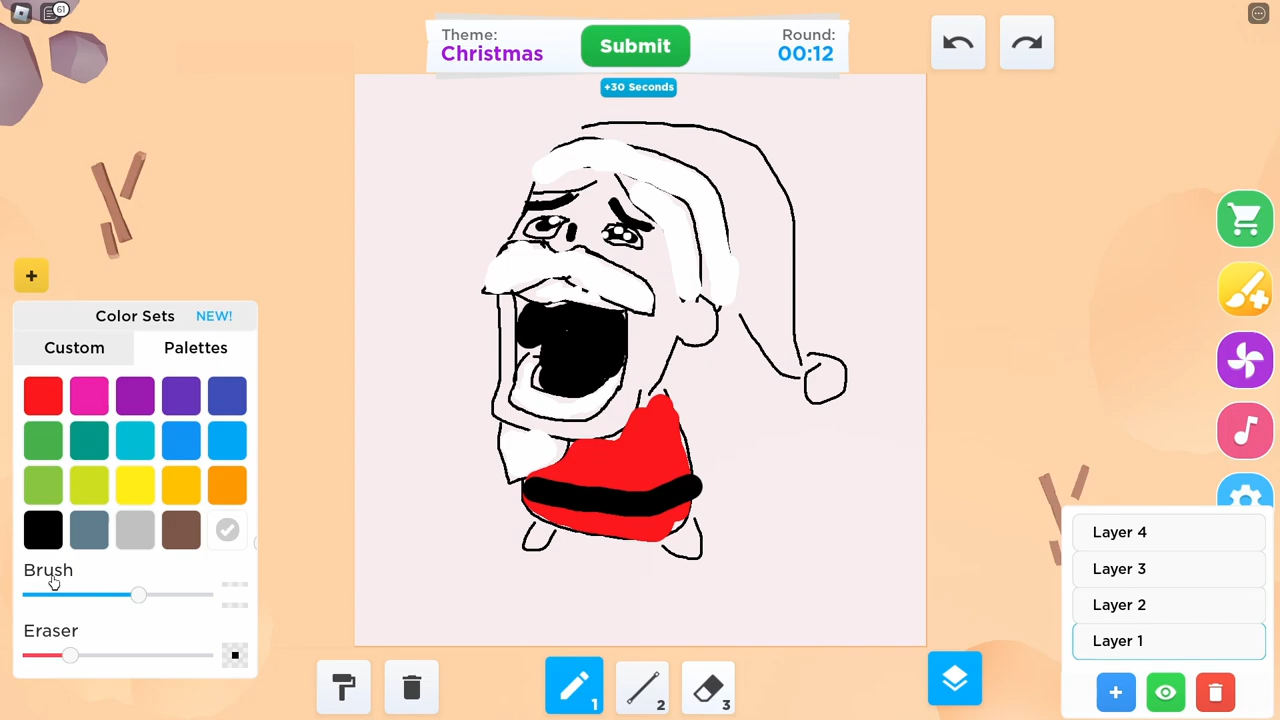 61
Theme:
Christmas
Submit
Round:
00:12
+30 Seconds
+
Color Sets NEW!
Custom
Palettes
Brush
Eraser
1
2
3
Layer 4
Layer 3
Layer 2
Layer 1
+